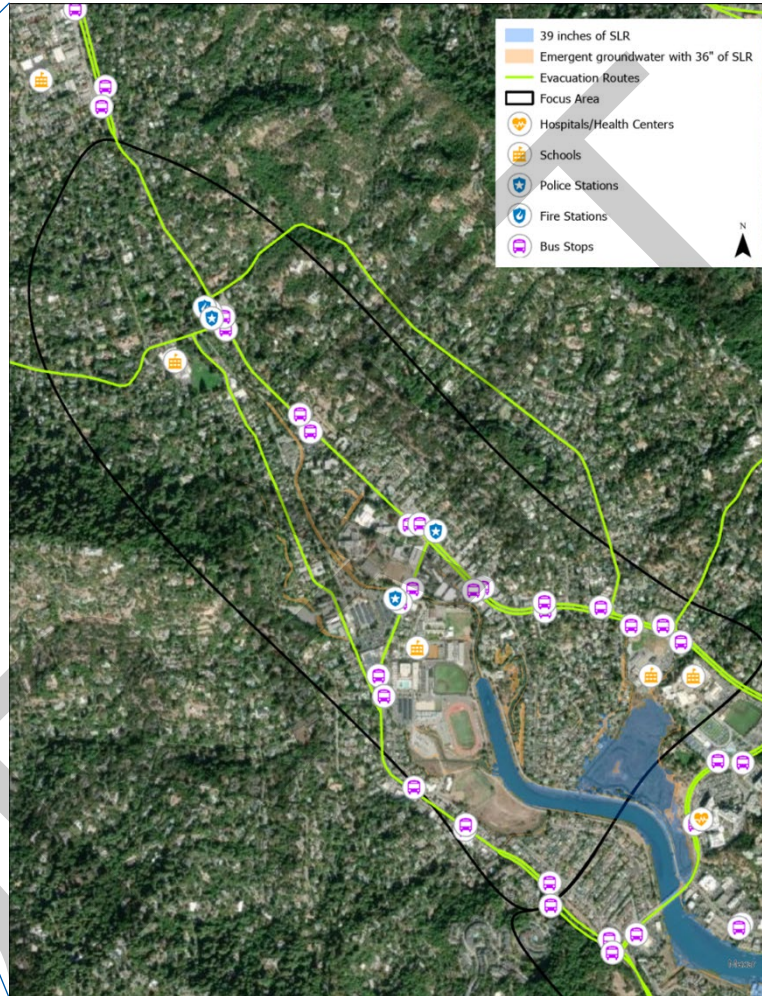 39 inches of SLR
Emergent groundwater with 36" of SLR
Evacuation Routes
Focus Area
Hospitals/Health Centers
Schools
Police Stations
Fire Stations
Bus Stops
N